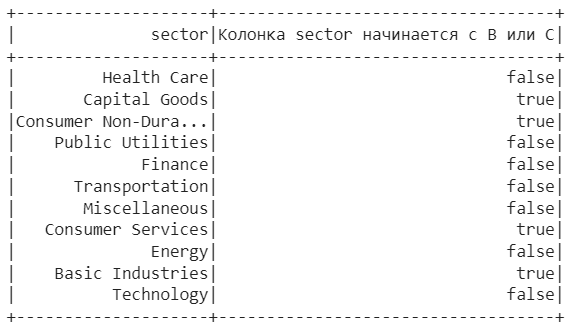 +--------------------+----------------------------------+
|              sector|Колонка sector начинается с B или C|
+--------------------+----------------------------------+
|         Health Care|                             false|
|       Capital Goods|                              true|
|Consumer Non-Dura...|                              true|
|    Public Utilities|                             false|
|             Finance|                             false|
|      Transportation|                             false|
|       Miscellaneous|                             false|
|   Consumer Services|                              true|
|              Energy|                             false|
|    Basic Industries|                              true|
|          Technology|                             false|
+--------------------+----------------------------------+